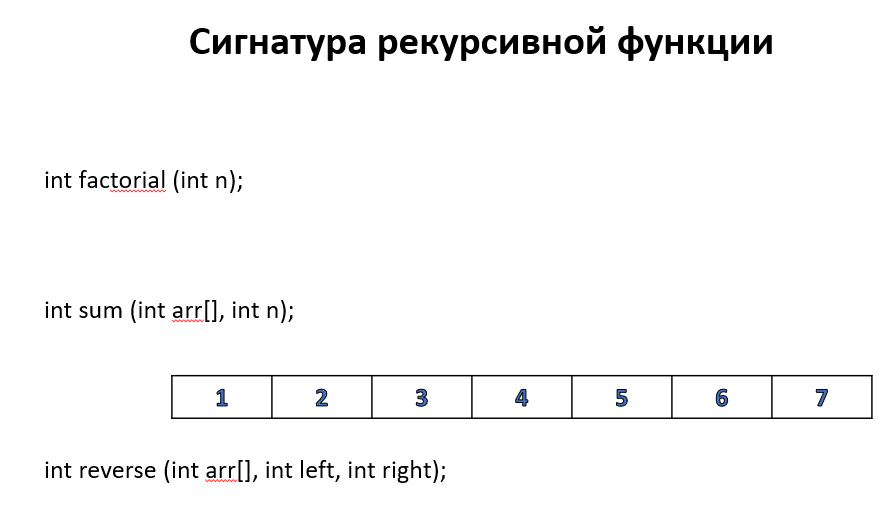 Сигнатура рекурсивной функции
int factorial (int n);
int sum (int arr[], int n);
1 2 3 4 5 6 7
int reverse (int arr[], int left, int right);